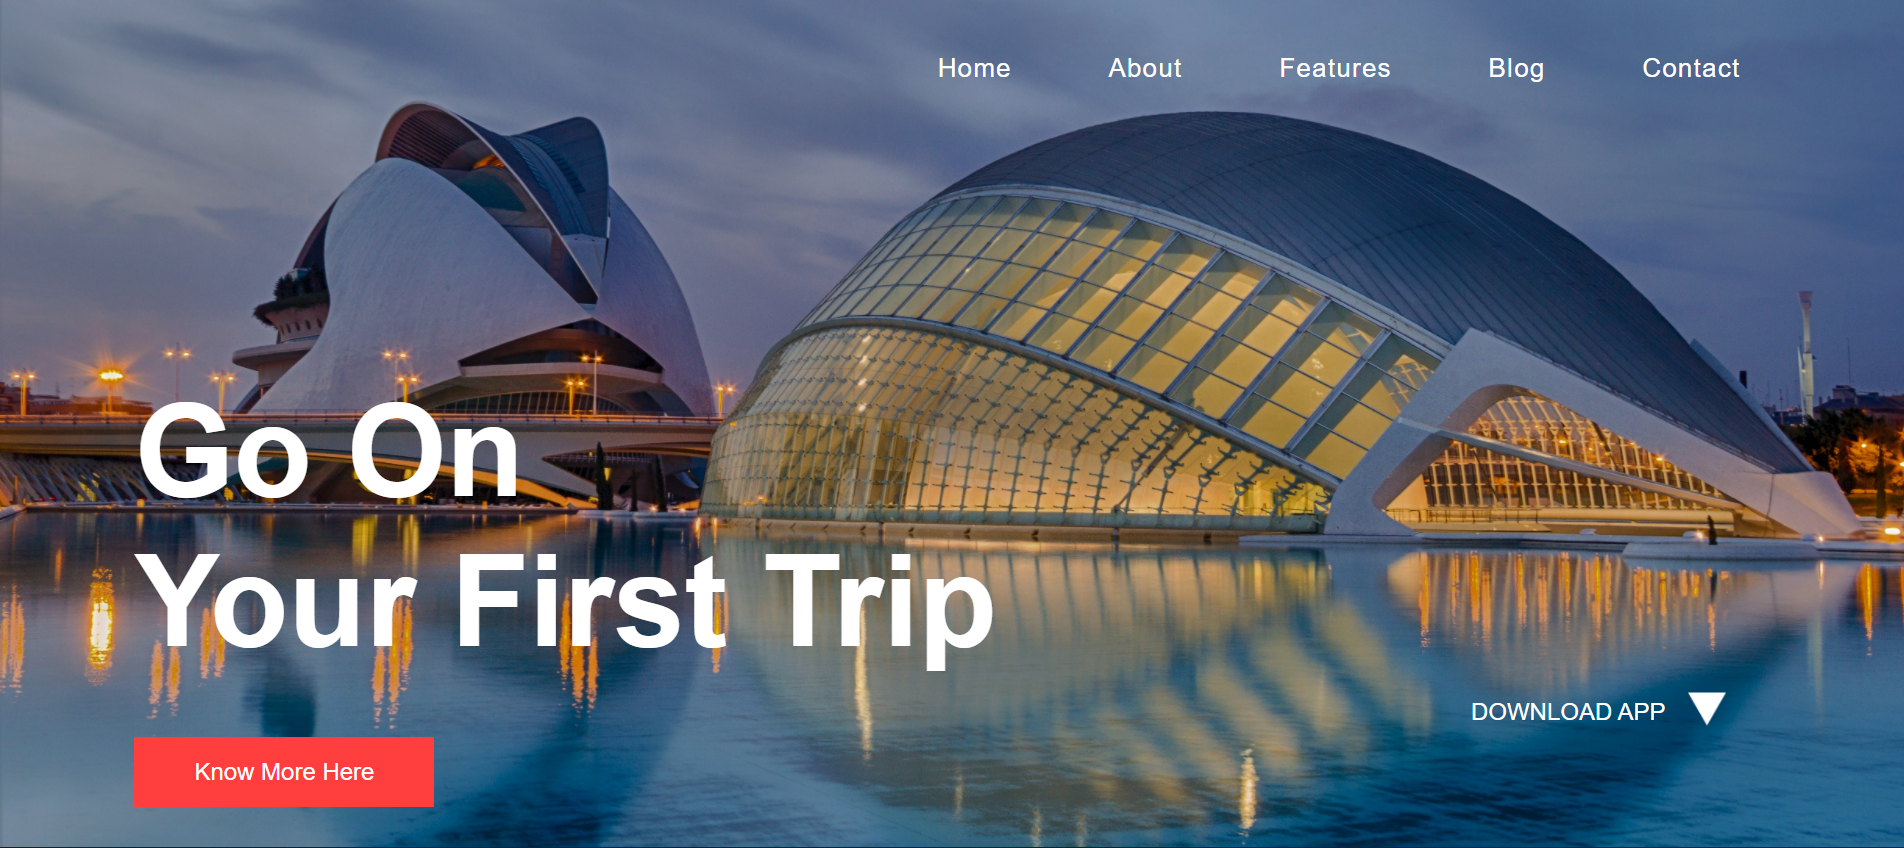 Home About Features Blog Contact
Go On
Your First Trip
DOWNLOAD APP
Know More Here